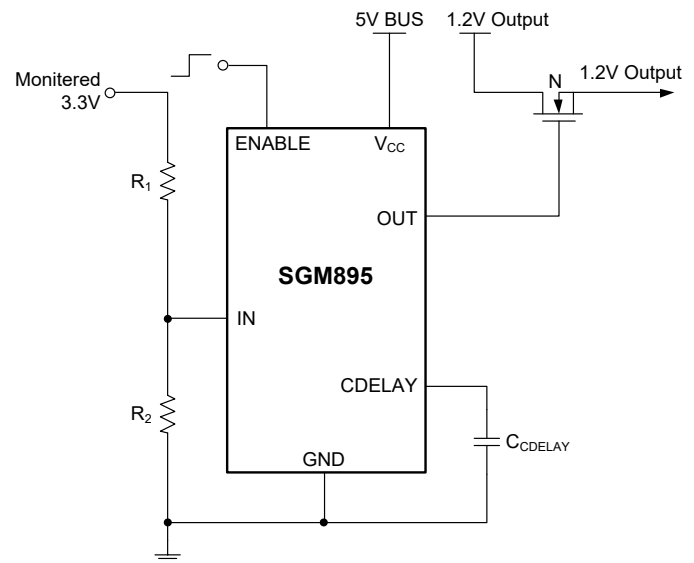 5V BUS
1.2V Output
Monitered
3.3V
N
1.2V Output
ENABLE
VCC
R1
OUT
SGM895
IN
CDELAY
R2
CCDELAY
GND